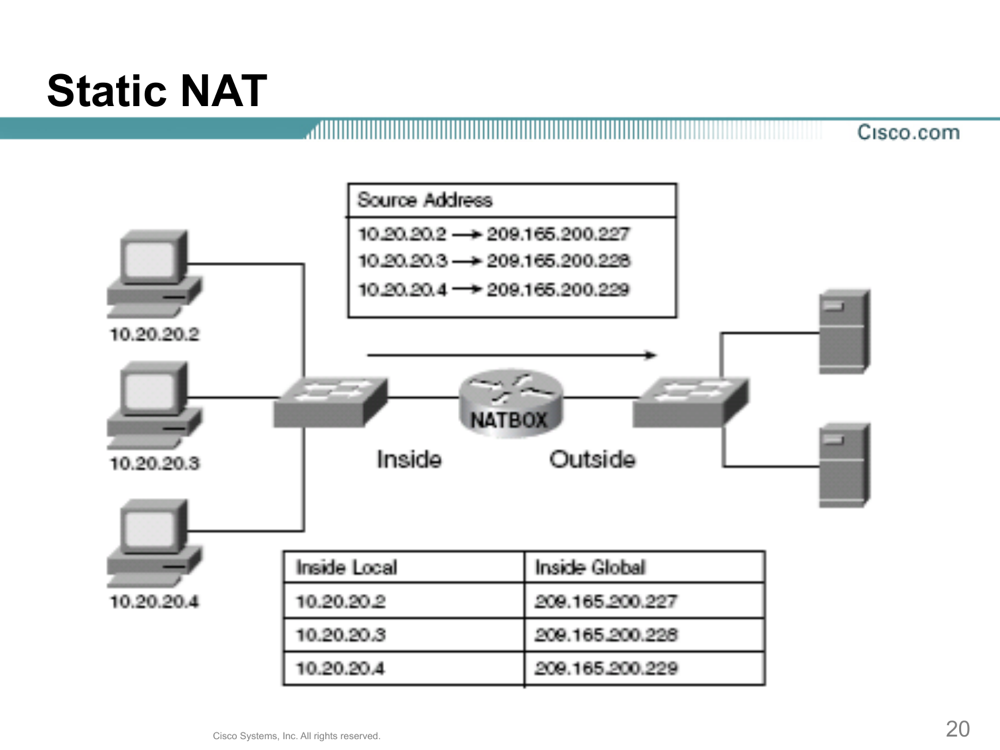 Static NAT
Cisco.com
Source Address
10.20.20.2 → 209.165.200.227
10.20.20.3 → 209.165.200.228
10.20.20.4 → 209.165.200.229
10.20.20.2
10.20.20.3
10.20.20.4
NATBOX
Inside
Outside
Inside Local Inside Global
10.20.20.2 209.165.200.227
10.20.20.3 209.165.200.228
10.20.20.4 209.165.200.229
Cisco Systems, Inc. All rights reserved.
20